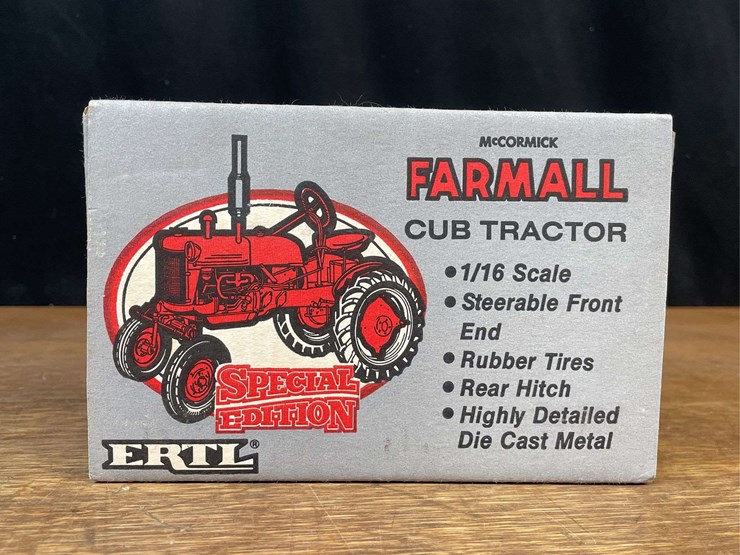 McCORMICK
FARMALL
CUB TRACTOR
●1/16 Scale
●Steerable Front
End
●Rubber Tires
●Rear Hitch
●Highly Detailed
Die Cast Metal
SPECIAL
EDITION
ERTL®